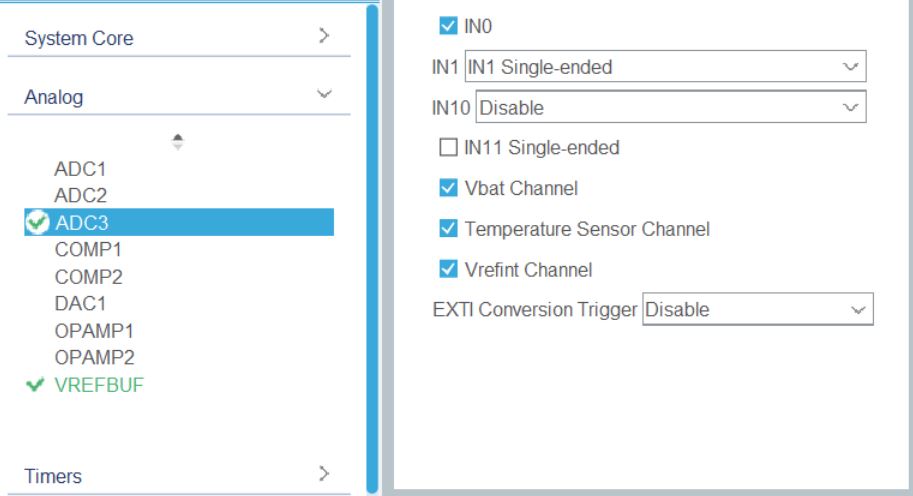 System Core
Analog
ADC1
ADC2
ADC3
COMP1
COMP2
DAC1
OPAMP1
OPAMP2
VREFBUF
Timers
IN0
IN1 IN1 Single-ended
IN10 Disable
IN11 Single-ended
Vbat Channel
Temperature Sensor Channel
Vrefint Channel
EXTI Conversion Trigger Disable